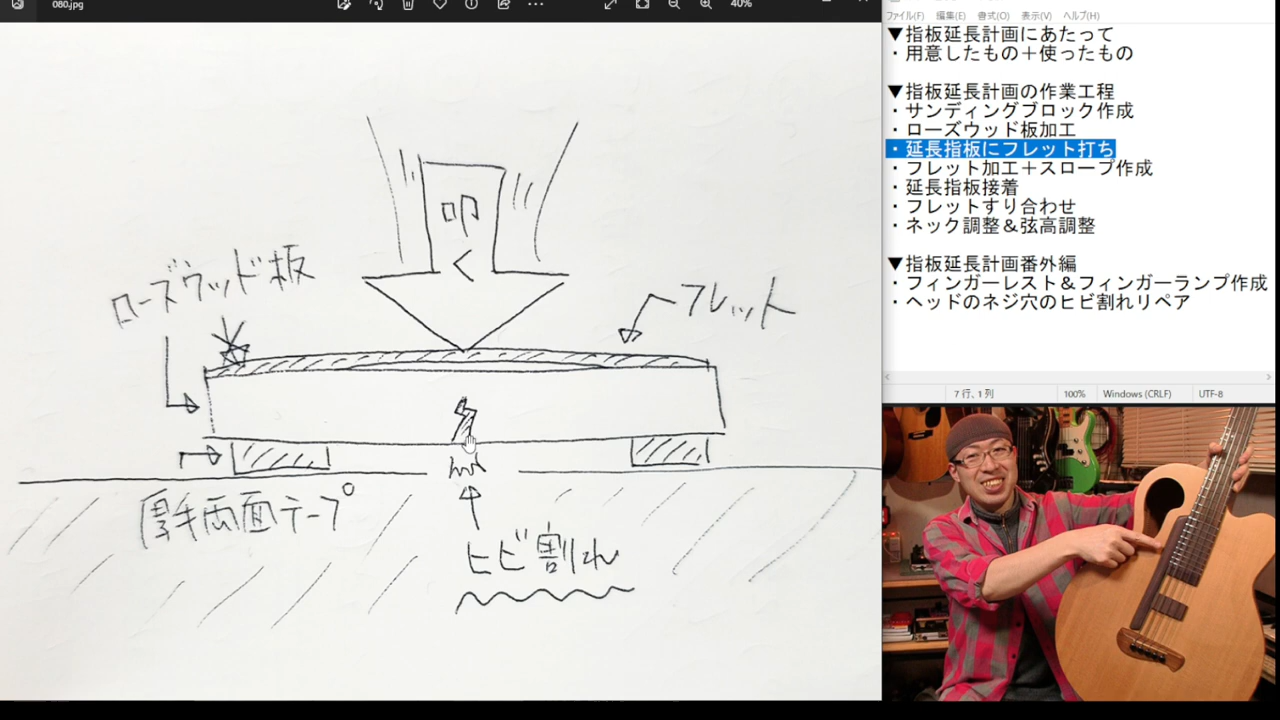 080.jpg
40%
叩
く
ローズウッド板
フレット
厚手両面テープ
ヒビ割れ
ファイル(F) 編集(E) 書式(O) 表示(V) ヘルプ(H)
▼指板延長計画にあたって
・用意したもの＋使ったもの
▼指板延長計画の作業工程
・サンディングブロック作成
・ローズウッド板加工
・延長指板にフレット打ち
・フレット加工＋スロープ作成
・延長指板接着
・フレットすり合わせ
・ネック調整＆弦高調整
▼指板延長計画番外編
・フィンガーレスト＆フィンガーランプ作成
・ヘッドのネジ穴のヒビ割れリペア
7 行、1 列 100% Windows (CRLF) UTF-8